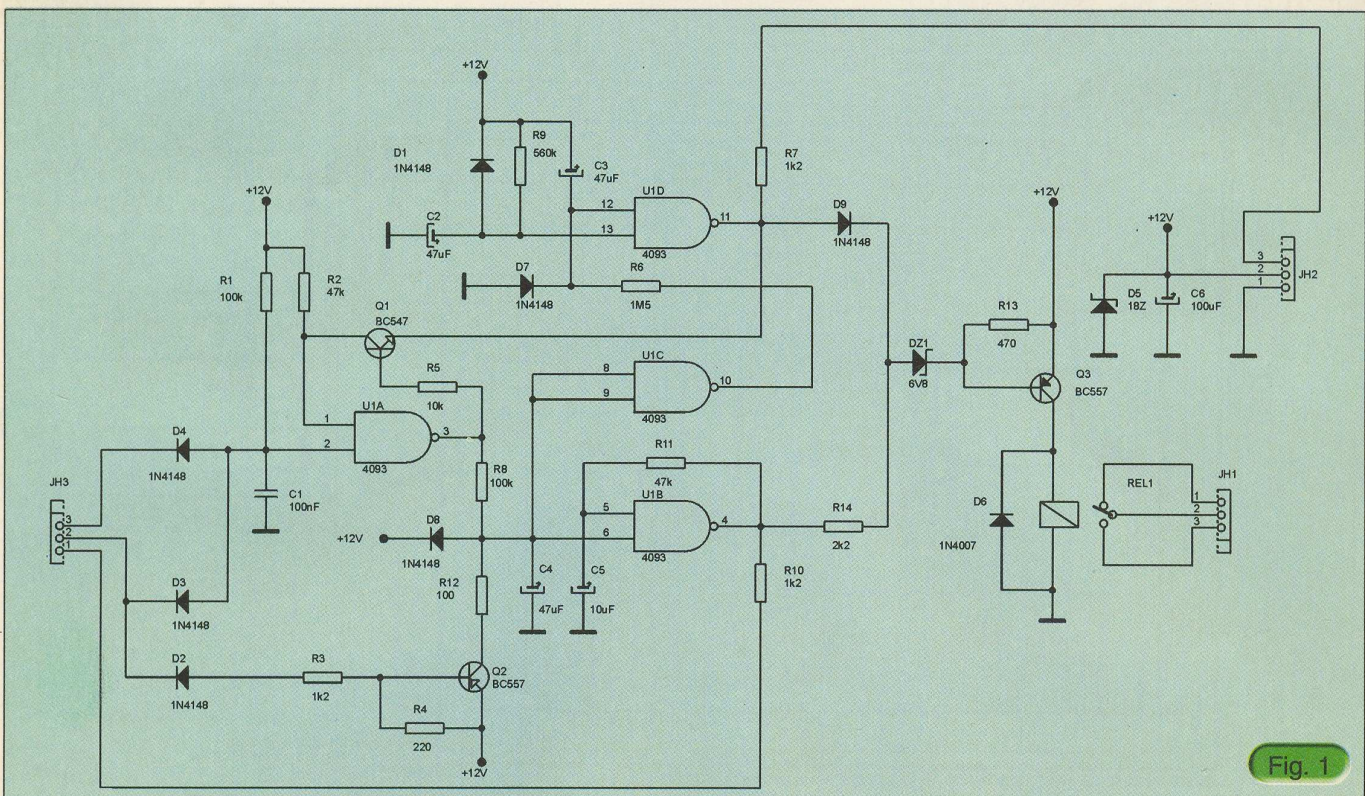 +12V
D1
1N4148
R9
560k
C3
47uF
C2
47uF
U1D
12
13
11
4093
R7
1k2
D9
1N4148
+12V
+12V
JH2
3
2
1
D5
18Z
C6
100uF
+12V
R1
100k
R2
47k
Q1
BC547
D7
1N4148
R6
1M5
R13
470
DZ1
6V8
Q3
BC557
R5
10k
U1C
8
9
10
4093
U1A
1
2
3
4093
D4
1N4148
C1
100nF
R8
100k
R11
47k
U1B
5
6
4
4093
R14
2k2
D6
1N4007
REL1
JH1
1
2
3
JH3
3
2
1
+12V
D8
1N4148
R12
100
C4
47uF
C5
10uF
R10
1k2
D3
1N4148
D2
1N4148
R3
1k2
Q2
BC557
R4
220
+12V
Fig. 1